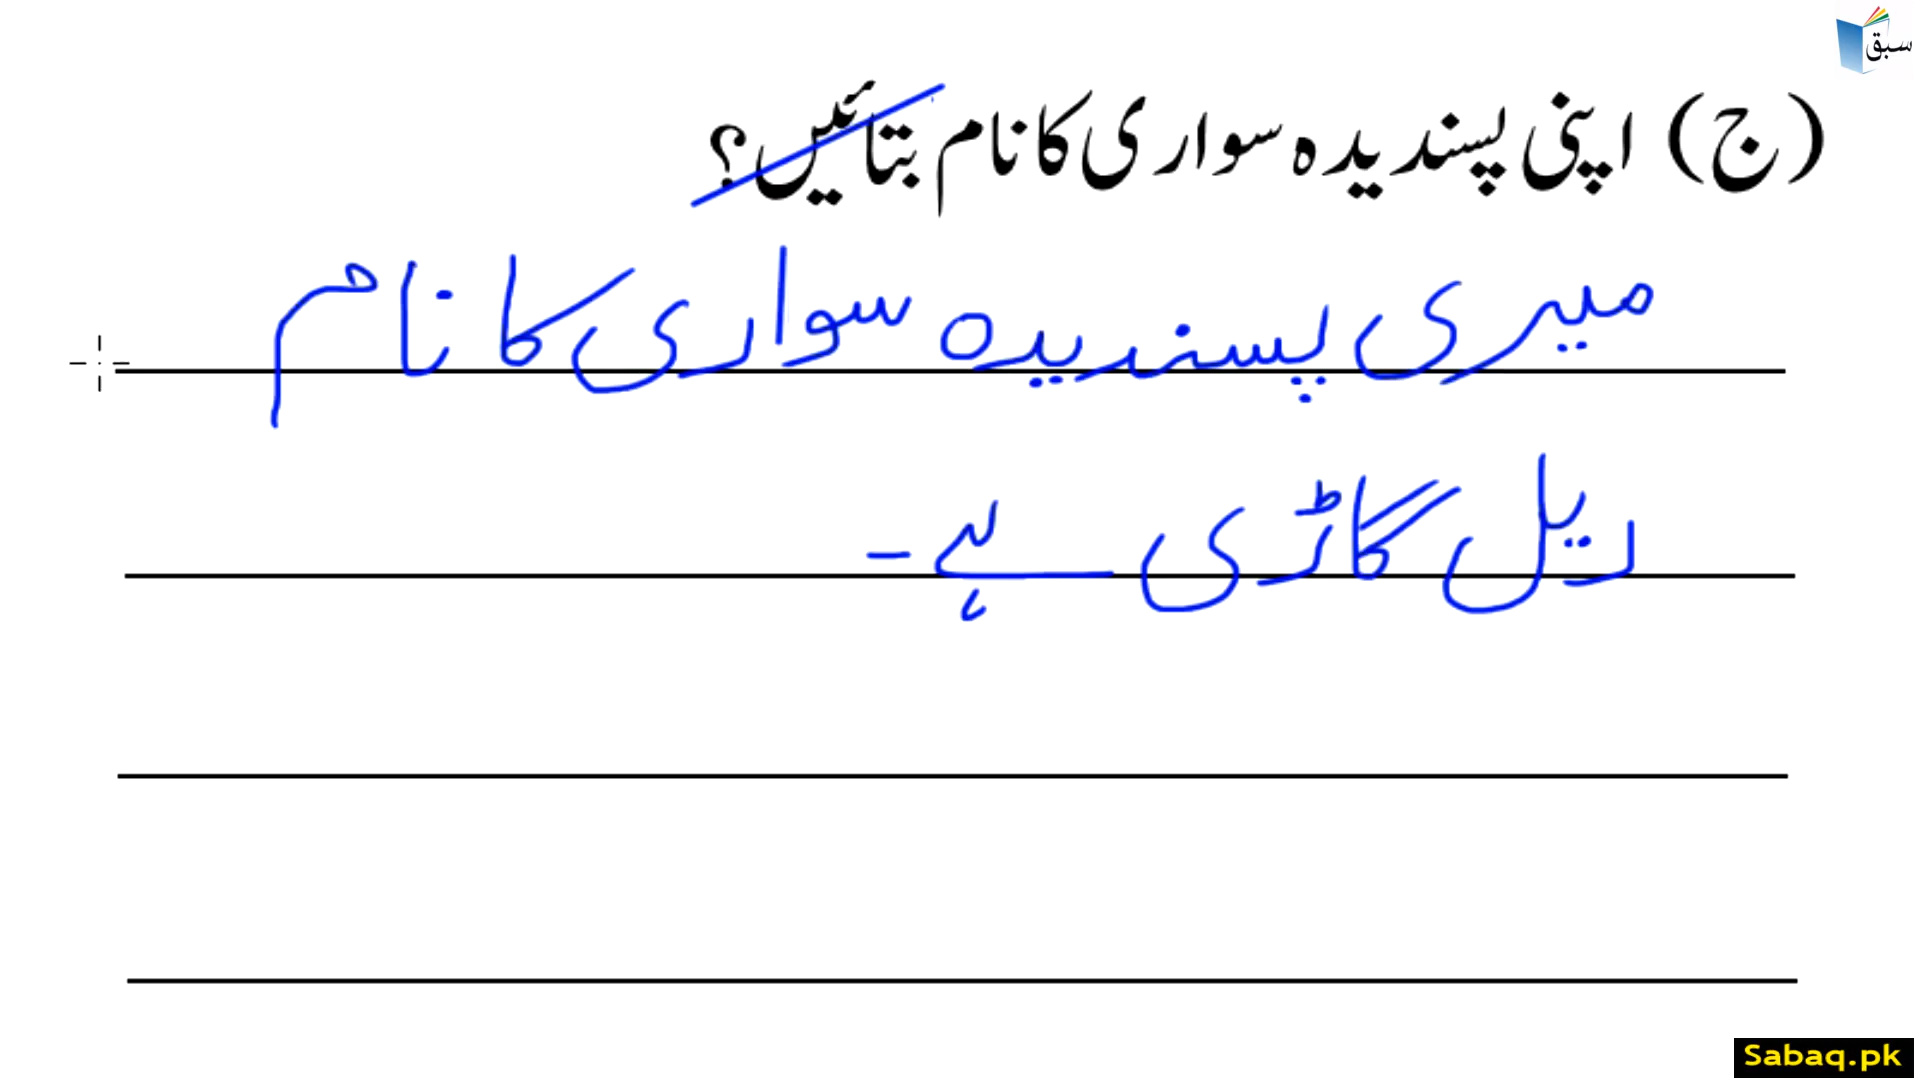 سبق
(ج) اپنی پسندیدہ سواری کا نام بتائیں؟
میری پسندیدہ سواری کا نام
ریل گاڑی ہے۔
Sabaq.pk